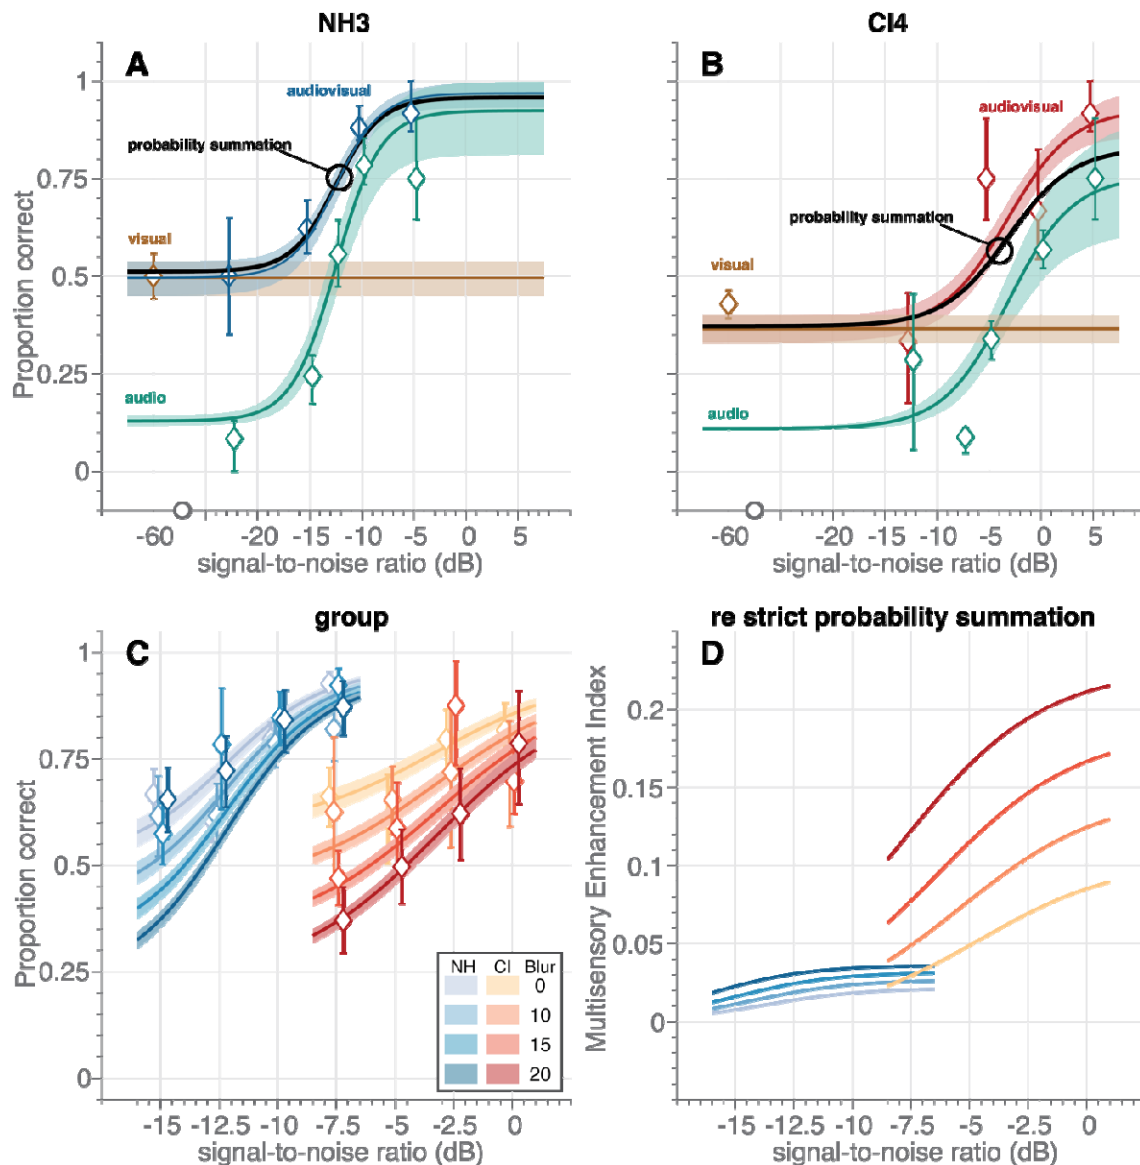 NH3
A
audiovisual
probability summation
visual
audio
Proportion correct
1
0.75
0.5
0.25
0
-60 -20 -15 -10 -5 0 5
signal-to-noise ratio (dB)
CI4
B
audiovisual
probability summation
visual
audio
-60 -20 -15 -10 -5 0 5
signal-to-noise ratio (dB)
group
C
Proportion correct
1
0.75
0.5
0.25
0
NH CI Blur
0
10
15
20
-15 -12.5 -10 -7.5 -5 -2.5 0
signal-to-noise ratio (dB)
re strict probability summation
D
Multisensory Enhancement Index
0.2
0.15
0.1
0.05
0
-15 -12.5 -10 -7.5 -5 -2.5 0
signal-to-noise ratio (dB)